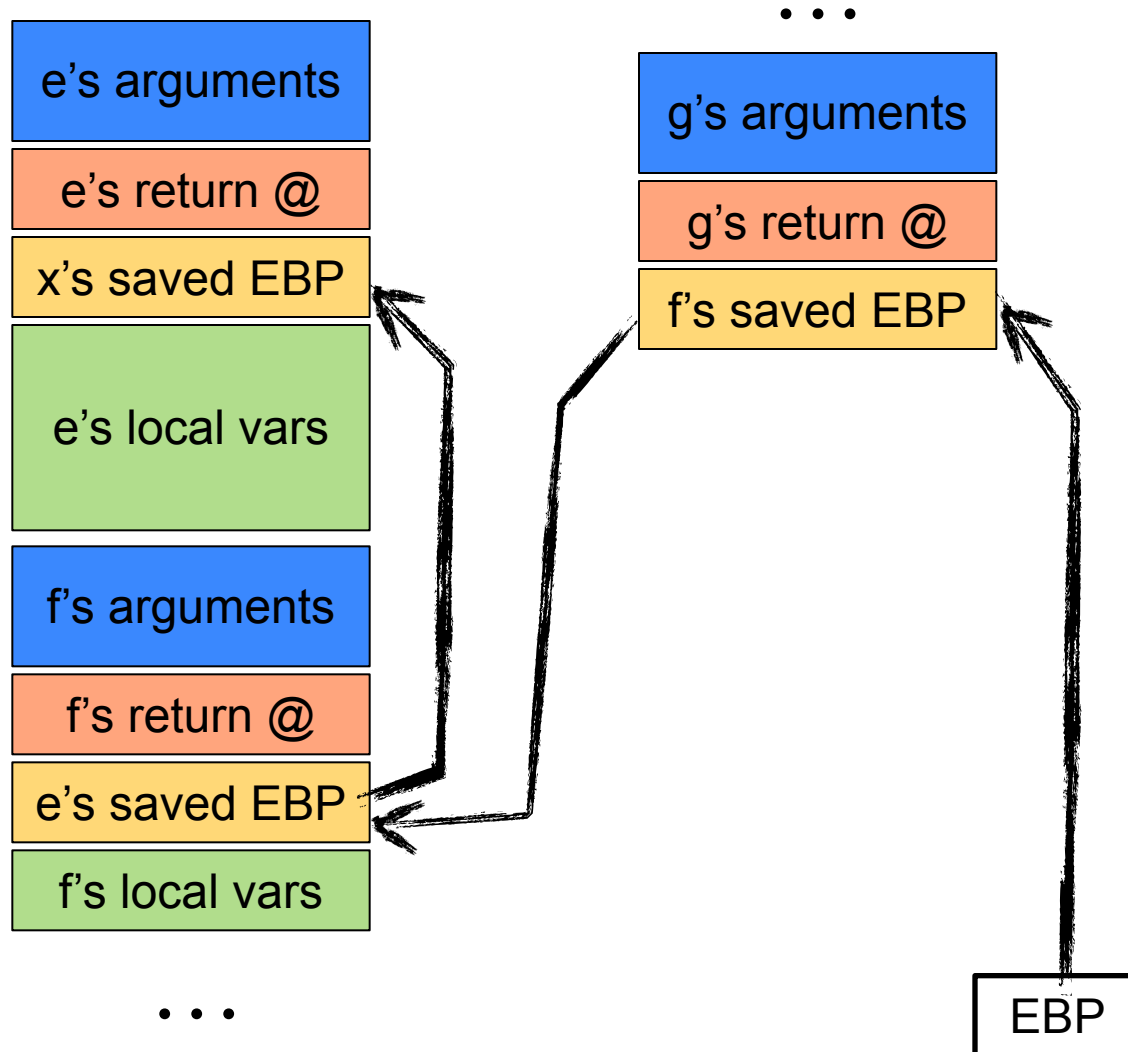 e’s arguments
e’s return @
x’s saved EBP
e’s local vars
f’s arguments
f’s return @
e’s saved EBP
f’s local vars
...
...
g’s arguments
g’s return @
f’s saved EBP
EBP